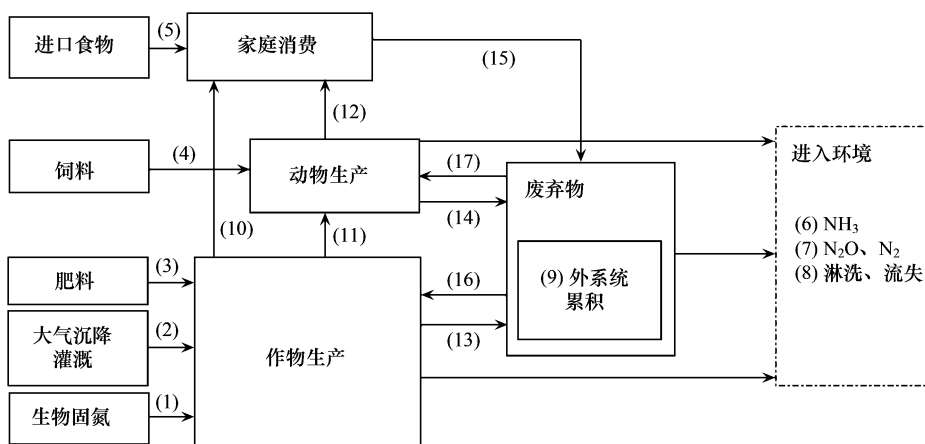 进口食物
(5)
家庭消费
(15)
(12)
饲料
(4)
动物生产
(17)
(14)
废弃物
进入环境
(6) NH₃
(7) N₂O、N₂
(8) 淋洗、流失
(10)
(11)
肥料
(3)
(9) 外系统
累积
(16)
(13)
大气沉降
灌溉
(2)
作物生产
生物固氮
(1)